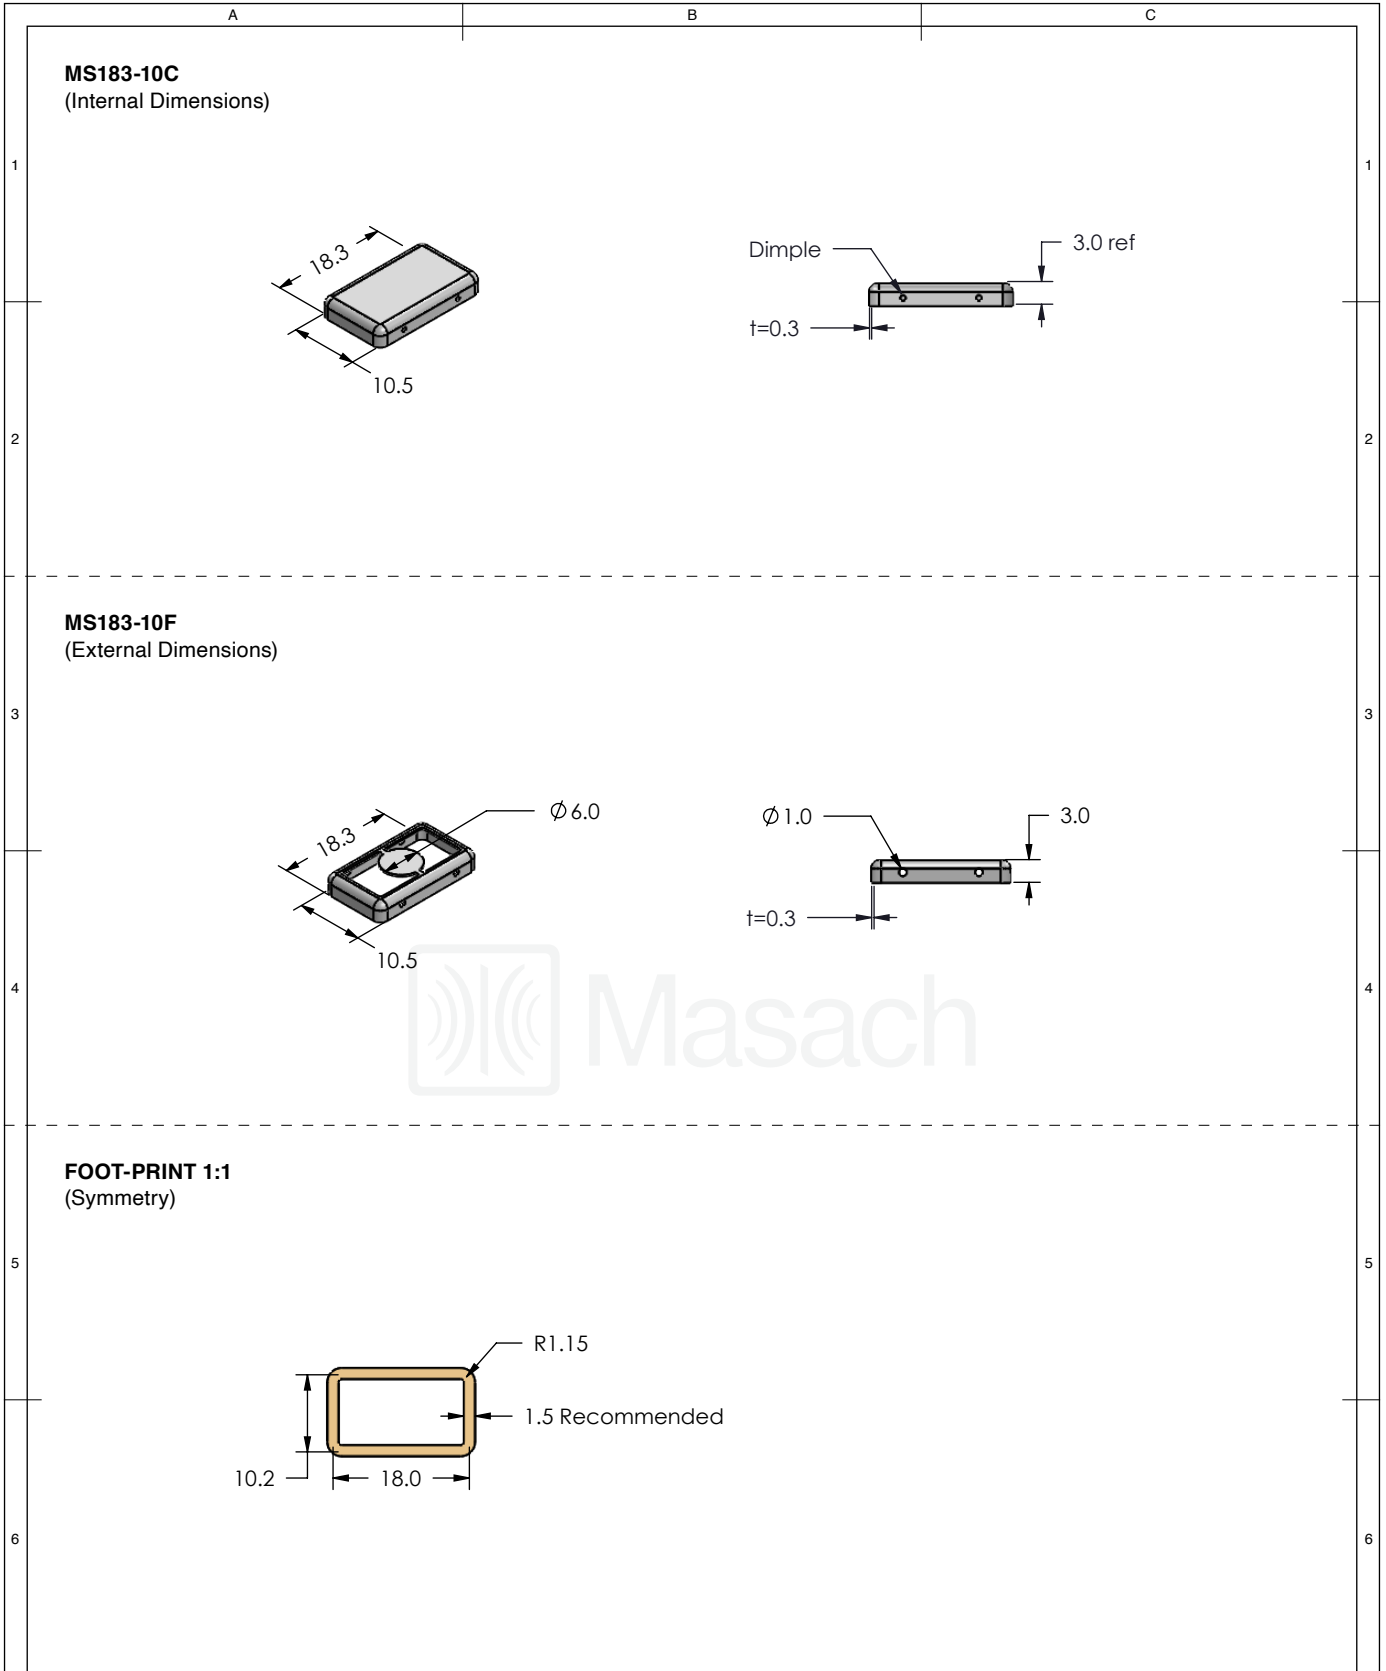 A B C
MS183-10C
(Internal Dimensions)
1 1
18.3
10.5
Dimple
3.0 ref
t=0.3
2 2
MS183-10F
(External Dimensions)
3 3
18.3
Ø6.0
10.5
Ø1.0
3.0
t=0.3
Masach
4 4
FOOT-PRINT 1:1
(Symmetry)
5 5
R1.15
1.5 Recommended
10.2
18.0
6 6